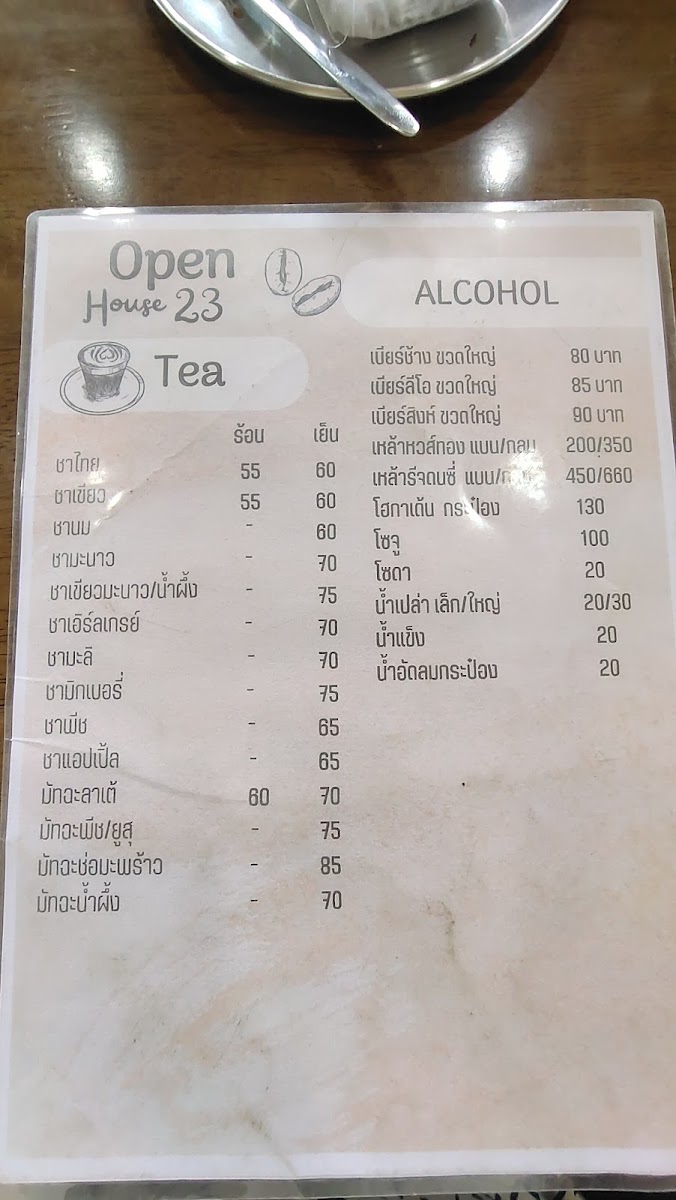 Open
House 23
Tea
ร้อน เย็น
ชาไทย 55 60
ชาเขียว 55 60
ชานม - 60
ชามะนาว - 70
ชาเขียวมะนาว/น้ำผึ้ง - 75
ชาเอิร์ลเกรย์ - 70
ชามะลิ - 70
ชามิกเบอรี่ - 75
ชาพีช - 65
ชาแอปเปิ้ล - 65
มัทฉะลาเต้ 60 70
มัทฉะพีช/ยูสุ - 75
มัทฉะช่อมะพร้าว - 85
มัทฉะน้ำผึ้ง - 70
ALCOHOL
เบียร์ช้าง ขวดใหญ่ 80 บาท
เบียร์ลีโอ ขวดใหญ่ 85 บาท
เบียร์สิงห์ ขวดใหญ่ 90 บาท
เหล้าหวส์ทอง แบน/กลม 200/350
เหล้ารีจดบซี่ 450/660
โฮกาเด้น กระป๋อง 130
โซจู 100
โซดา 20
น้ำเปล่า เล็ก/ใหญ่ 20/30
น้ำแข็ง 20
น้ำอัดลมกระป๋อง 20